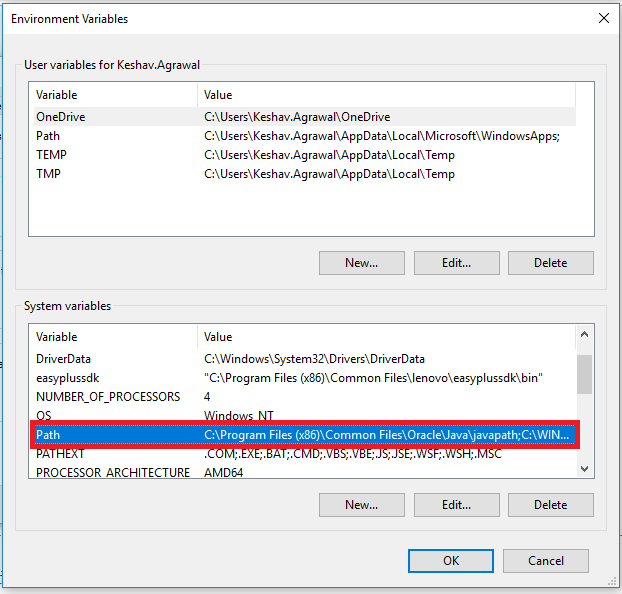 Environment Variables
User variables for Keshav.Agrawal
Variable Value
OneDrive C:\Users\Keshav.Agrawal\OneDrive
Path C:\Users\Keshav.Agrawal\AppData\Local\Microsoft\WindowsApps;
TEMP C:\Users\Keshav.Agrawal\AppData\Local\Temp
TMP C:\Users\Keshav.Agrawal\AppData\Local\Temp
New... Edit... Delete
System variables
Variable Value
DriverData C:\Windows\System32\Drivers\DriverData
easyplussdk "C:\Program Files (x86)\Common Files\lenovo\easyplussdk\bin"
NUMBER_OF_PROCESSORS 4
OS Windows_NT
Path C:\Program Files (x86)\Common Files\Oracle\Java\javapath;C:\WIN...
PATHEXT .COM;.EXE;.BAT;.CMD;.VBS;.VBE;.JS;.JSE;.WSF;.WSH;.MSC
PROCESSOR_ARCHITECTURE AMD64
New... Edit... Delete
OK Cancel